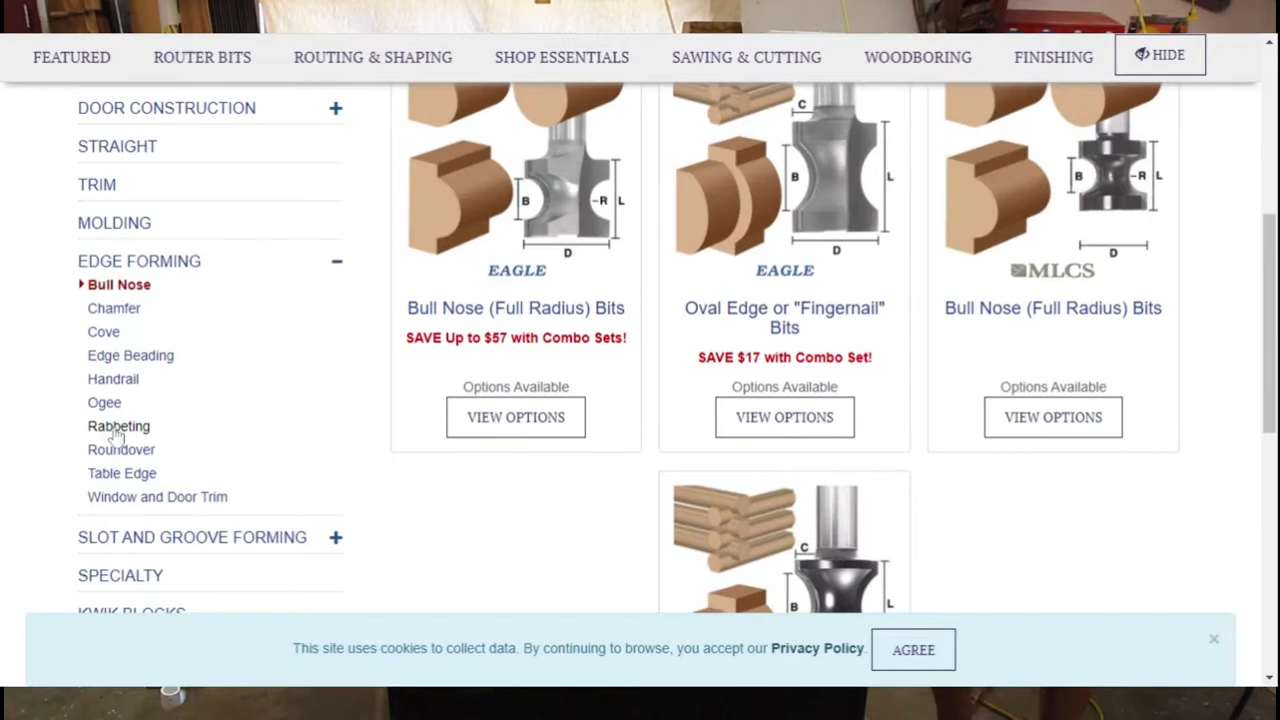 FEATURED
ROUTER BITS
ROUTING & SHAPING
SHOP ESSENTIALS
SAWING & CUTTING
WOODBORING
FINISHING
HIDE
DOOR CONSTRUCTION +
STRAIGHT
TRIM
MOLDING
EDGE FORMING -
Bull Nose
Chamfer
Cove
Edge Beading
Handrail
Ogee
Rabbeting
Roundover
Table Edge
Window and Door Trim
SLOT AND GROOVE FORMING +
SPECIALTY
KWIK BLOCKS
B
R
L
D
EAGLE
Bull Nose (Full Radius) Bits
SAVE Up to $57 with Combo Sets!
Options Available
VIEW OPTIONS
C
B
L
D
EAGLE
Oval Edge or "Fingernail"
Bits
SAVE $17 with Combo Set!
Options Available
VIEW OPTIONS
B
R
L
D
MLCS
Bull Nose (Full Radius) Bits
Options Available
VIEW OPTIONS
C
B
L
This site uses cookies to collect data. By continuing to browse, you accept our Privacy Policy.
AGREE
×